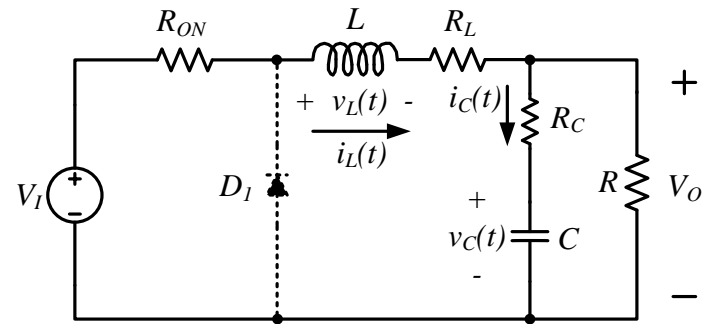 R_ON
L
R_L
+ v_L(t) -
i_L(t)
i_C(t)
R_C
+
V_I
+
−
D_1
R
V_O
+
v_C(t)
-
C
−